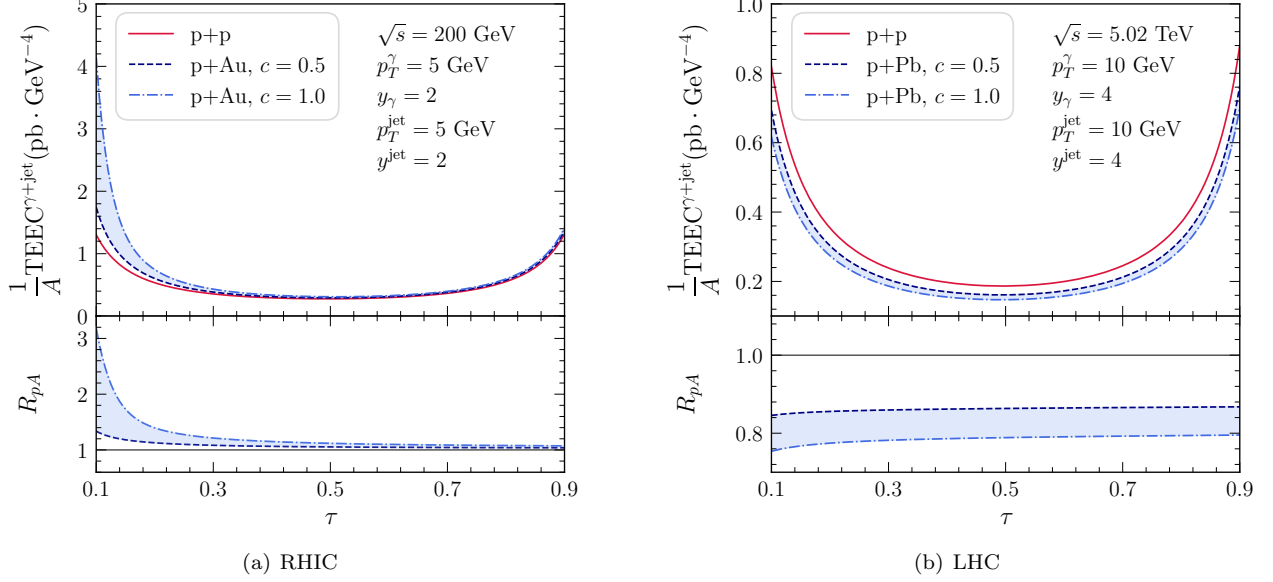 5
4
3
2
1
0
1/A TEEC^{γ+jet}(pb · GeV^{−4})
p+p
p+Au, c = 0.5
p+Au, c = 1.0
√s = 200 GeV
p_T^γ = 5 GeV
y_γ = 2
p_T^{jet} = 5 GeV
y^{jet} = 2
3
2
1
R_{pA}
0.1 0.3 0.5 0.7 0.9
τ
(a) RHIC
1.0
0.8
0.6
0.4
0.2
1/A TEEC^{γ+jet}(pb · GeV^{−4})
p+p
p+Pb, c = 0.5
p+Pb, c = 1.0
√s = 5.02 TeV
p_T^γ = 10 GeV
y_γ = 4
p_T^{jet} = 10 GeV
y^{jet} = 4
1.0
0.8
R_{pA}
0.1 0.3 0.5 0.7 0.9
τ
(b) LHC